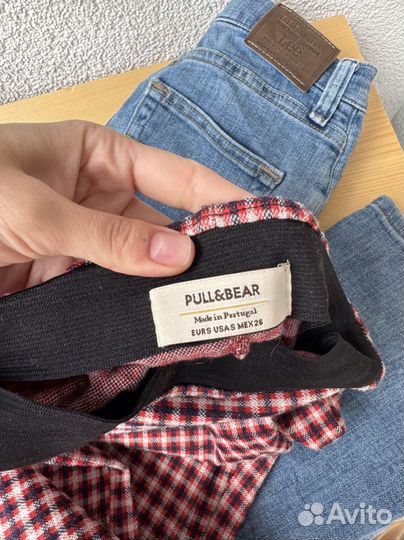 Lee
PULL&BEAR
Made in Portugal
EUR S USA S MEX 26
Avito